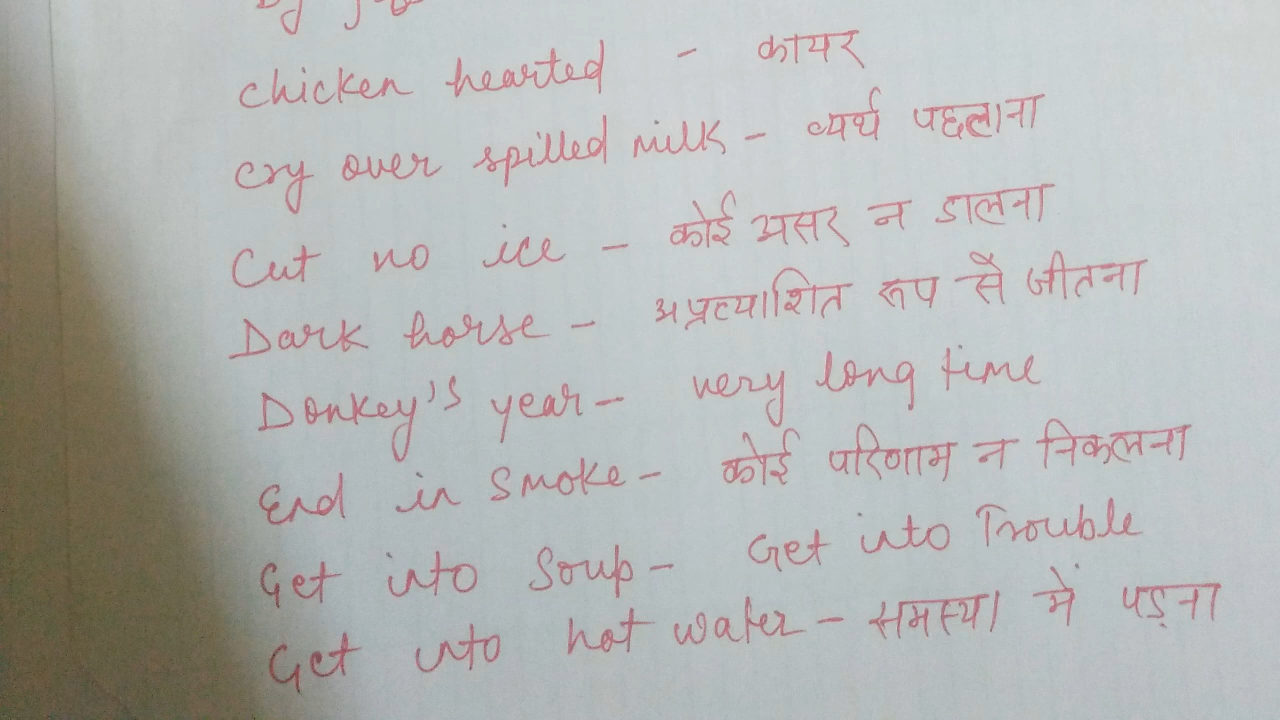 chicken hearted - कायर
cry over spilled milk - व्यर्थ पछताना
Cut no ice - कोई असर न डालना
Dark horse - अप्रत्याशित रूप से जीतना
Donkey's year - very long time
End in smoke - कोई परिणाम न निकलना
Get into Soup - Get into Trouble
Get into hot water - समस्या में पड़ना